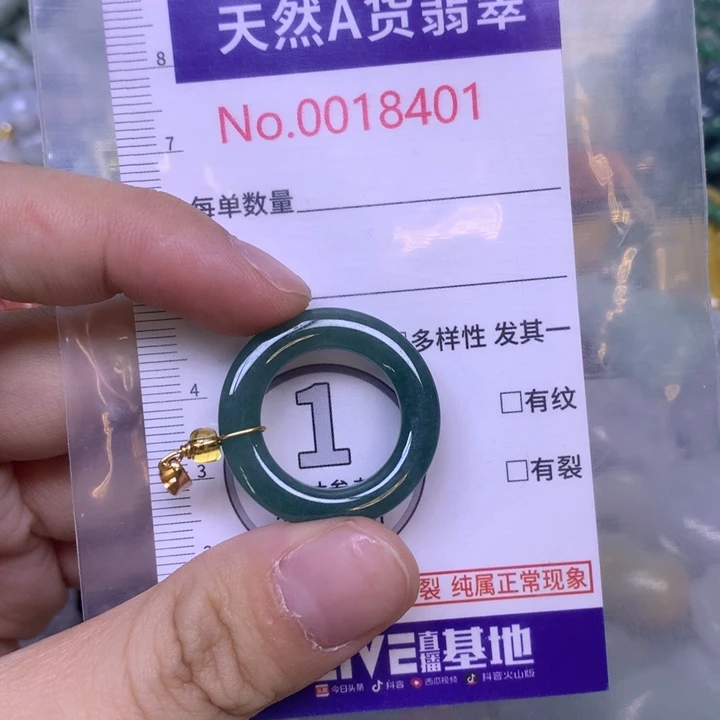 天然A货翡翠
8
No.0018401
7
每单数量
多样性 发其一
4
□有纹
1
3
□有裂
裂 纯属正常现象
LIVE直播基地
今日头条 抖音 西瓜视频 抖音火山版